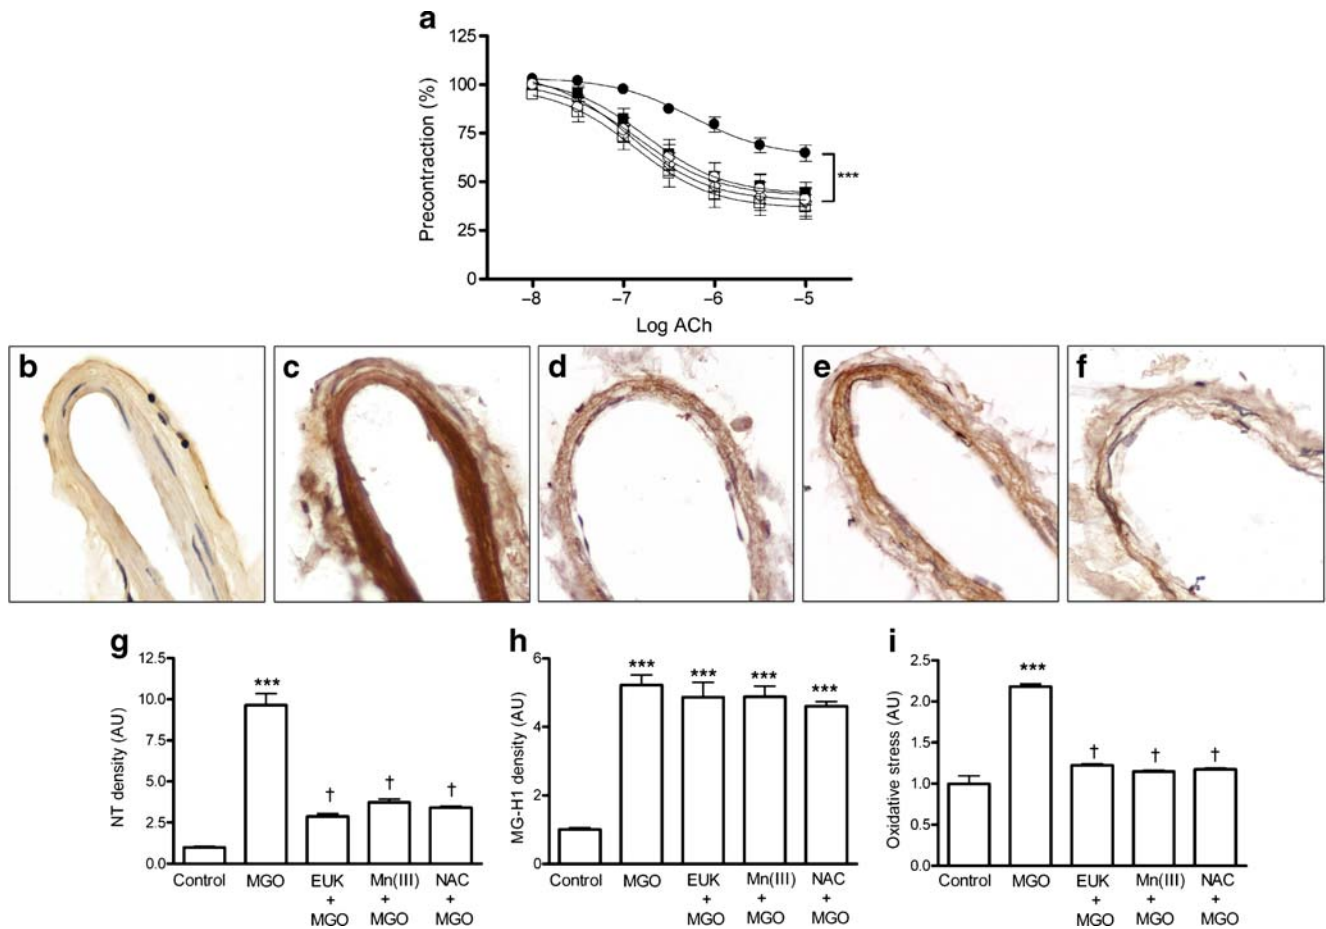 a
125
100
75
50
25
0
Precontraction (%)
***
–8
–7
–6
–5
Log ACh
b
c
d
e
f
g
12.5
10.0
7.5
5.0
2.5
0.0
NT density (AU)
***
†
†
†
Control
MGO
EUK
+
MGO
Mn(III)
+
MGO
NAC
+
MGO
h
6
4
2
0
MG-H1 density (AU)
***
***
***
***
Control
MGO
EUK
+
MGO
Mn(III)
+
MGO
NAC
+
MGO
i
2.5
2.0
1.5
1.0
0.5
0.0
Oxidative stress (AU)
***
†
†
†
Control
MGO
EUK
+
MGO
Mn(III)
+
MGO
NAC
+
MGO